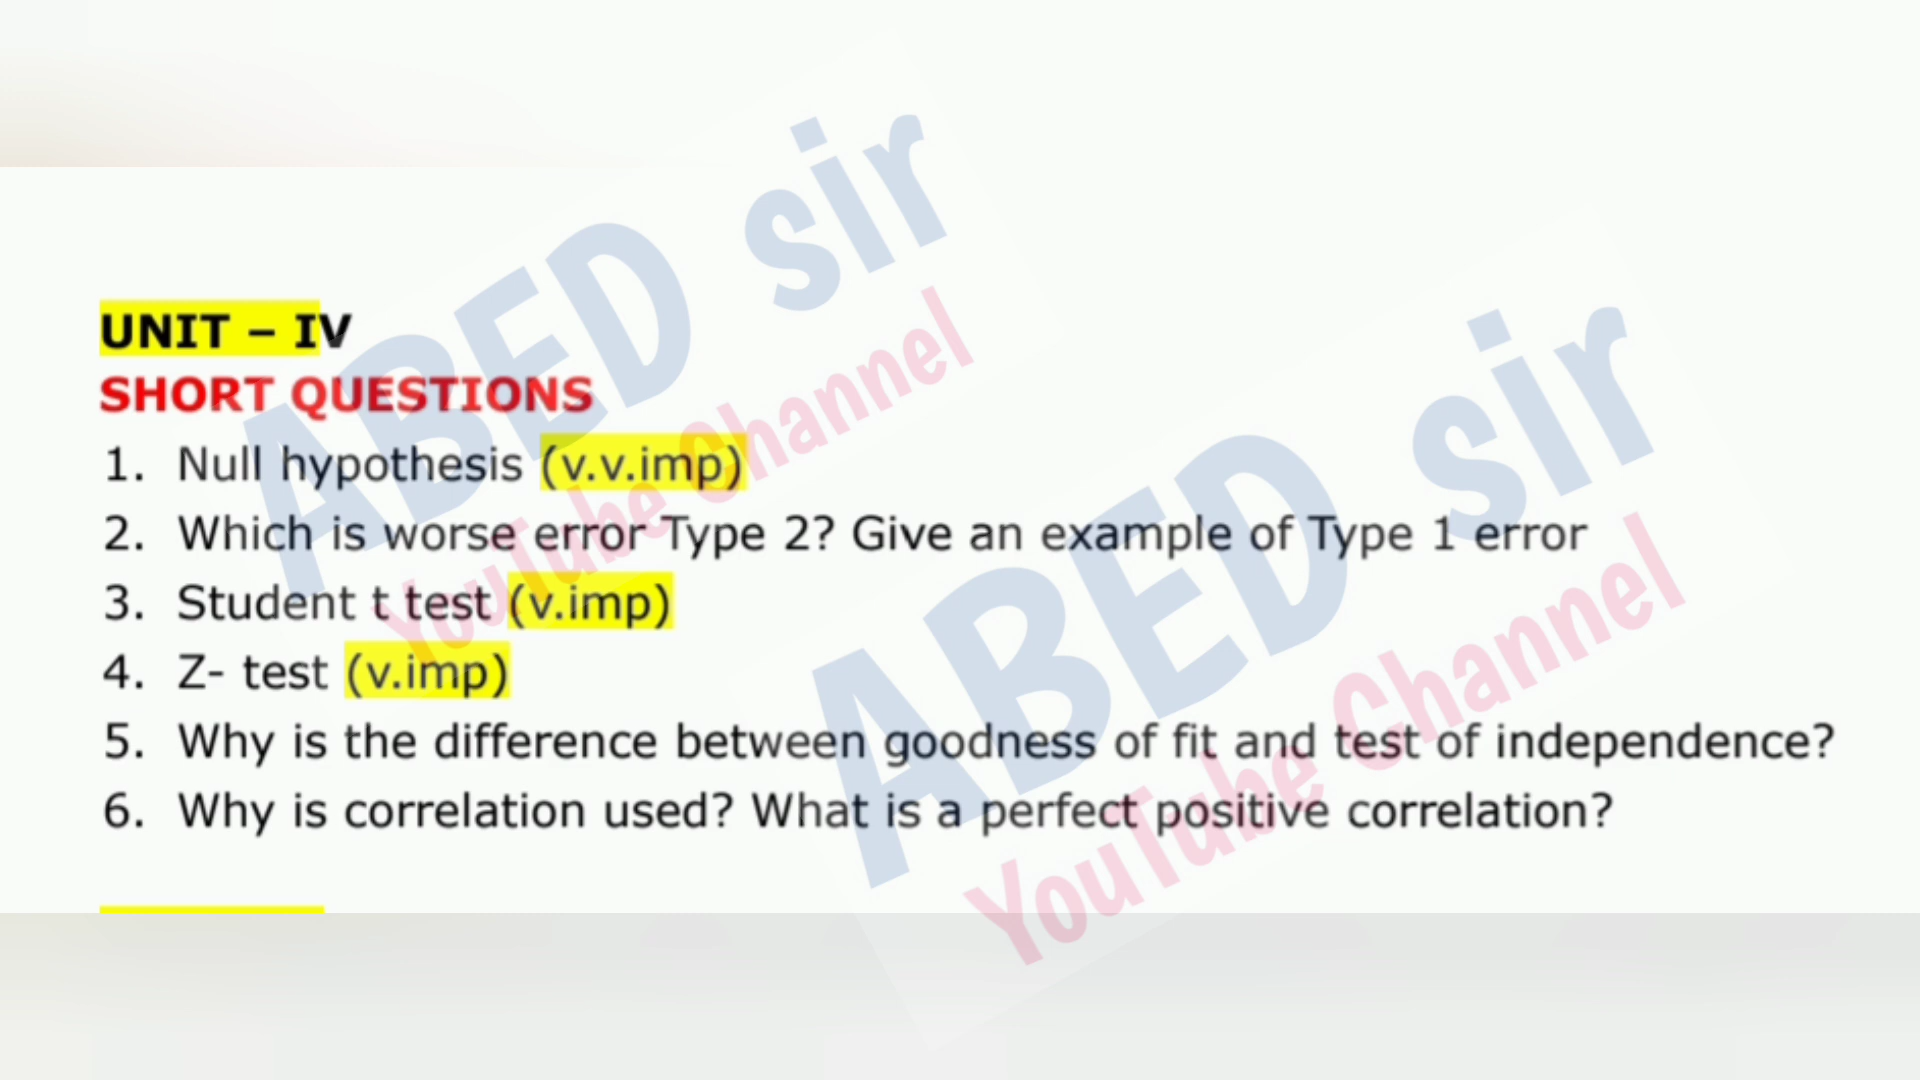 UNIT – IV
SHORT QUESTIONS
1. Null hypothesis (v.v.imp)
2. Which is worse error Type 2? Give an example of Type 1 error
3. Student t test (v.imp)
4. Z- test (v.imp)
5. Why is the difference between goodness of fit and test of independence?
6. Why is correlation used? What is a perfect positive correlation?
ABED sir
YouTube Channel
ABED sir
YouTube Channel